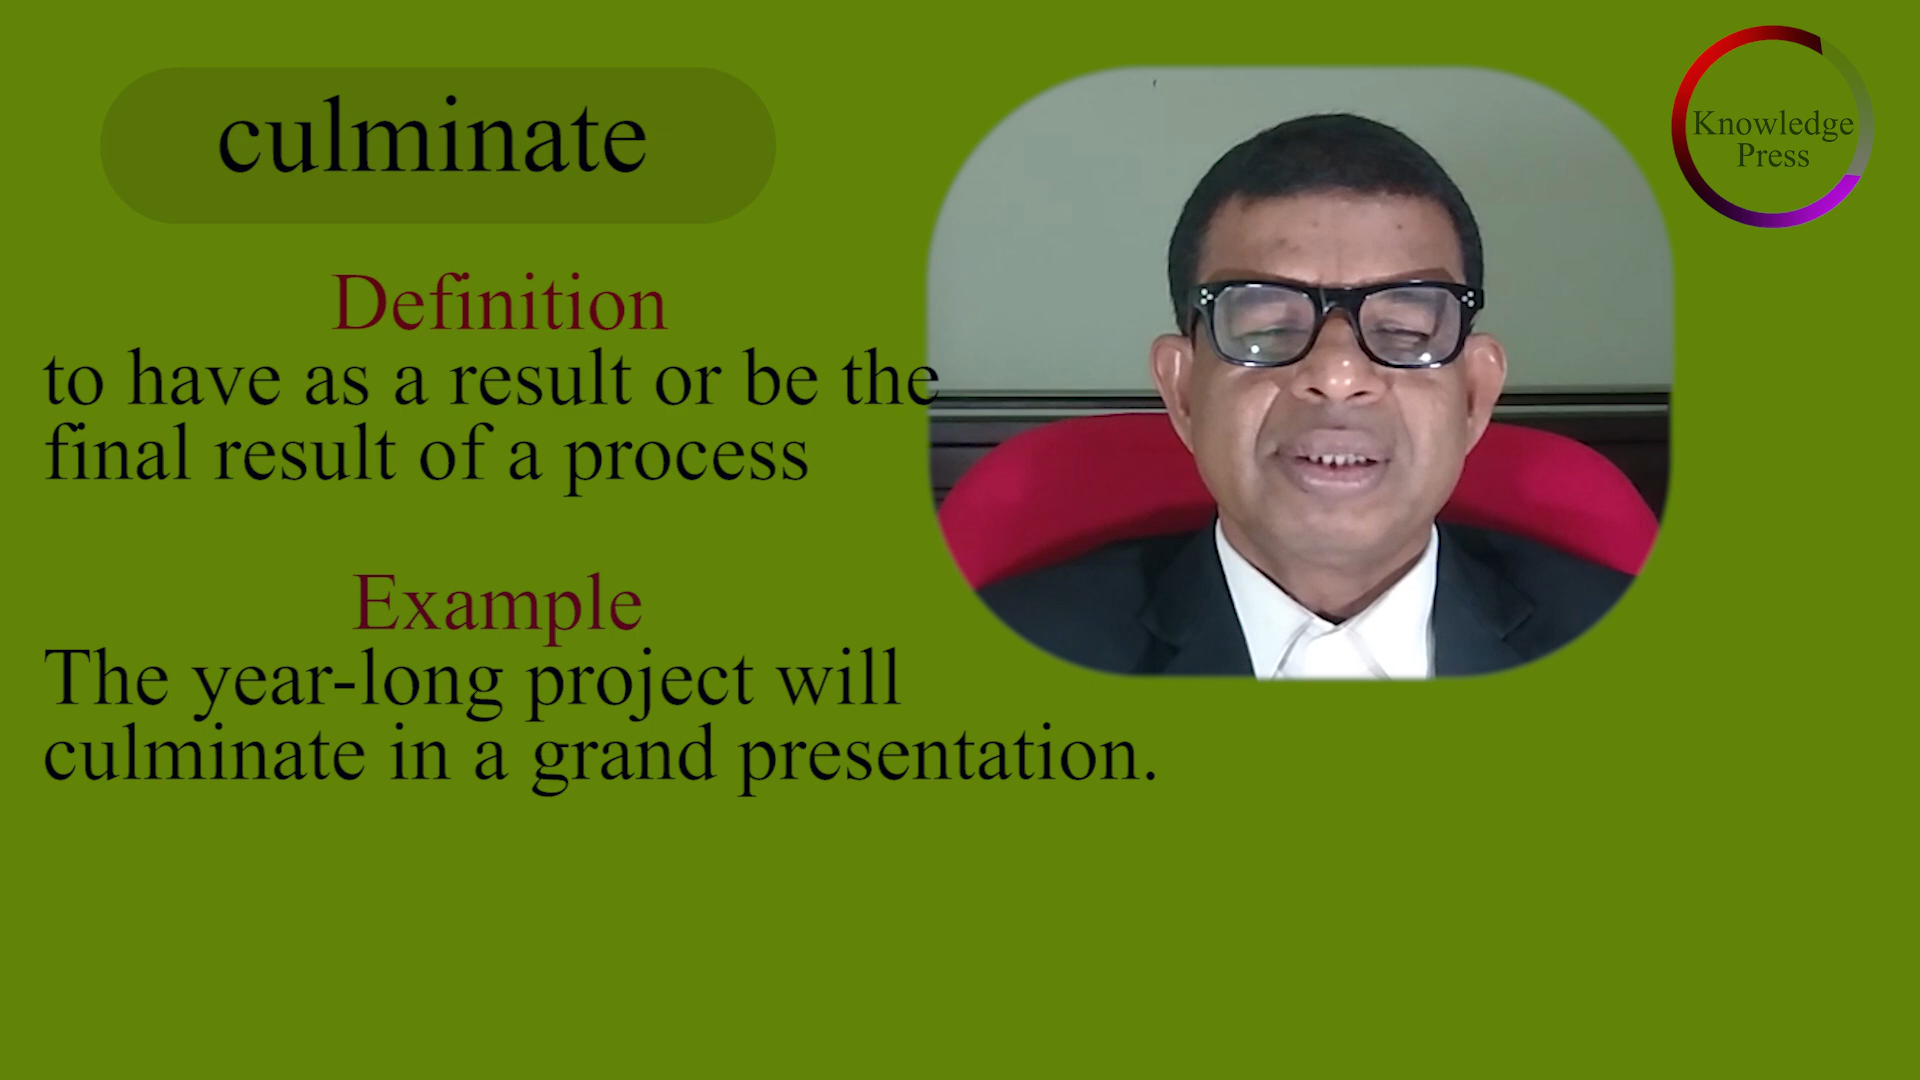 culminate
Definition
to have as a result or be the
final result of a process
Example
The year-long project will
culminate in a grand presentation.
Knowledge
Press